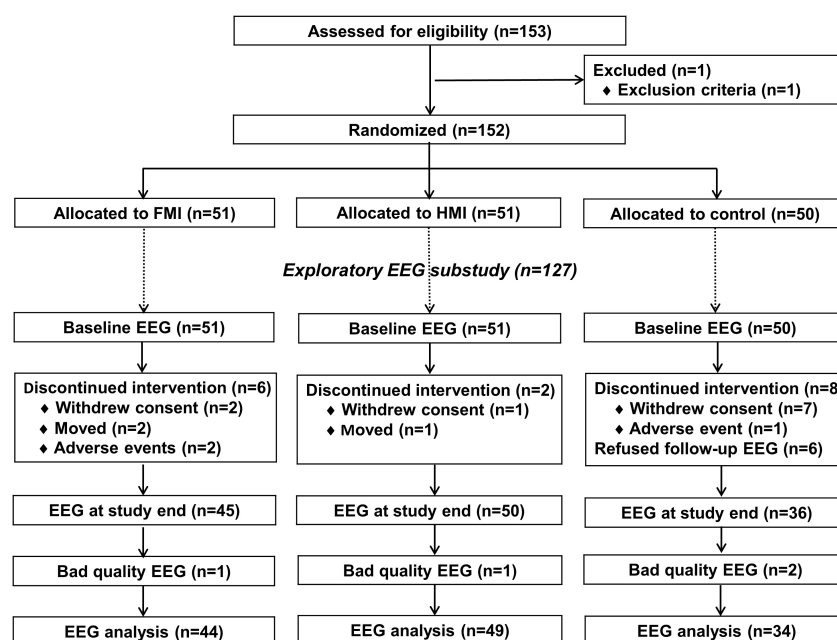 Assessed for eligibility (n=153)
Excluded (n=1)
♦ Exclusion criteria (n=1)
Randomized (n=152)
Allocated to FMI (n=51)
Allocated to HMI (n=51)
Allocated to control (n=50)
Exploratory EEG substudy (n=127)
Baseline EEG (n=51)
Baseline EEG (n=51)
Baseline EEG (n=50)
Discontinued intervention (n=6)
♦ Withdrew consent (n=2)
♦ Moved (n=2)
♦ Adverse events (n=2)
Discontinued intervention (n=2)
♦ Withdrew consent (n=1)
♦ Moved (n=1)
Discontinued intervention (n=8
♦ Withdrew consent (n=7)
♦ Adverse event (n=1)
Refused follow-up EEG (n=6)
EEG at study end (n=45)
EEG at study end (n=50)
EEG at study end (n=36)
Bad quality EEG (n=1)
Bad quality EEG (n=1)
Bad quality EEG (n=2)
EEG analysis (n=44)
EEG analysis (n=49)
EEG analysis (n=34)